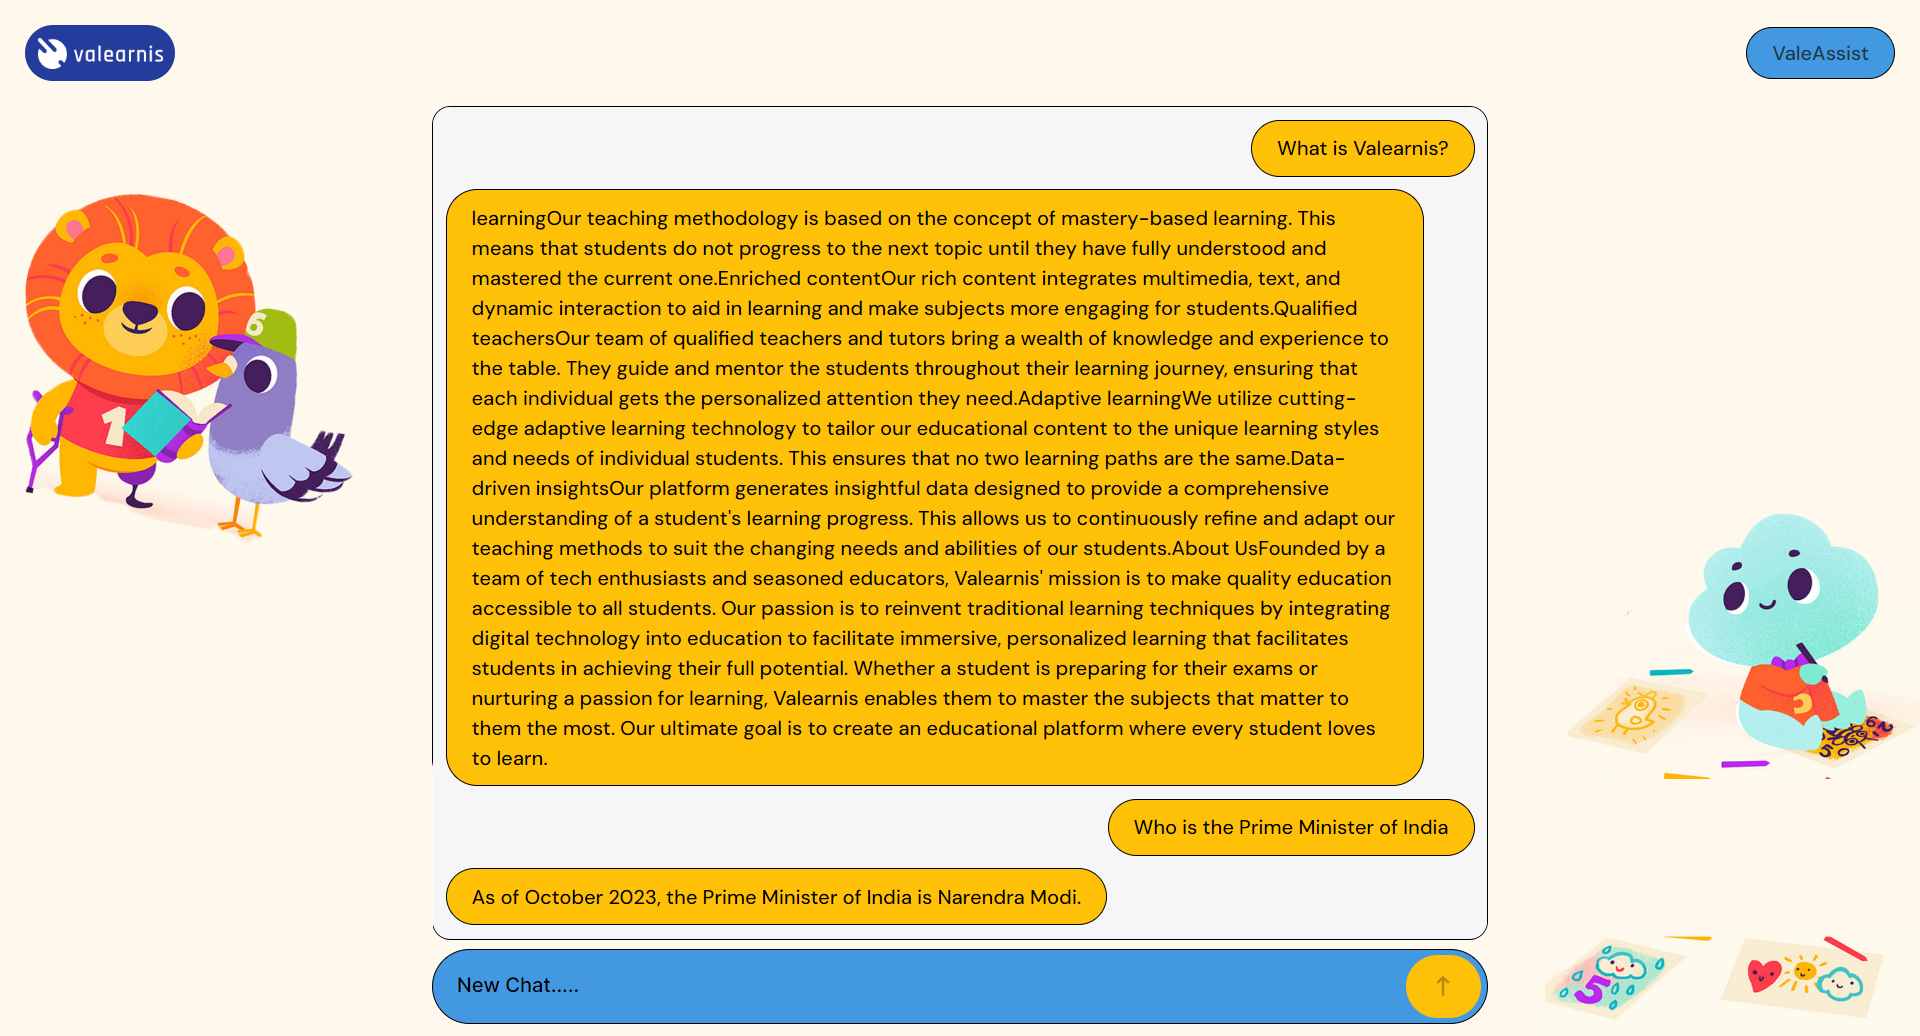 valearnis
ValeAssist
What is Valearnis?
learningOur teaching methodology is based on the concept of mastery-based learning. This
means that students do not progress to the next topic until they have fully understood and
mastered the current one.Enriched contentOur rich content integrates multimedia, text, and
dynamic interaction to aid in learning and make subjects more engaging for students.Qualified
teachersOur team of qualified teachers and tutors bring a wealth of knowledge and experience to
the table. They guide and mentor the students throughout their learning journey, ensuring that
each individual gets the personalized attention they need.Adaptive learningWe utilize cutting-
edge adaptive learning technology to tailor our educational content to the unique learning styles
and needs of individual students. This ensures that no two learning paths are the same.Data-
driven insightsOur platform generates insightful data designed to provide a comprehensive
understanding of a student's learning progress. This allows us to continuously refine and adapt our
teaching methods to suit the changing needs and abilities of our students.About UsFounded by a
team of tech enthusiasts and seasoned educators, Valearnis' mission is to make quality education
accessible to all students. Our passion is to reinvent traditional learning techniques by integrating
digital technology into education to facilitate immersive, personalized learning that facilitates
students in achieving their full potential. Whether a student is preparing for their exams or
nurturing a passion for learning, Valearnis enables them to master the subjects that matter to
them the most. Our ultimate goal is to create an educational platform where every student loves
to learn.
Who is the Prime Minister of India
As of October 2023, the Prime Minister of India is Narendra Modi.
New Chat.....
6
1
5